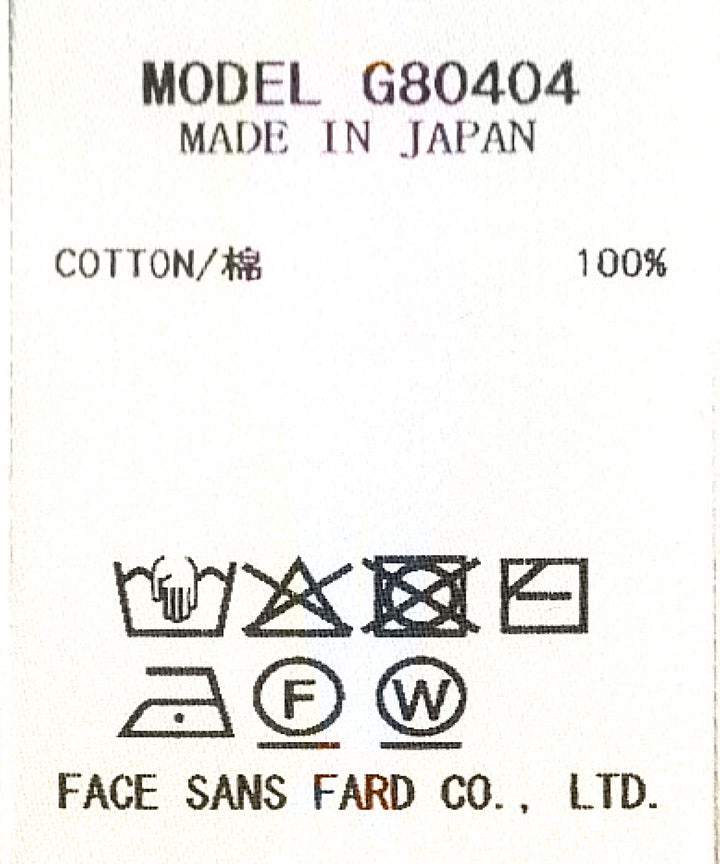 MODEL G80404
MADE IN JAPAN
COTTON/棉 100%
F W
FACE SANS FARD CO., LTD.